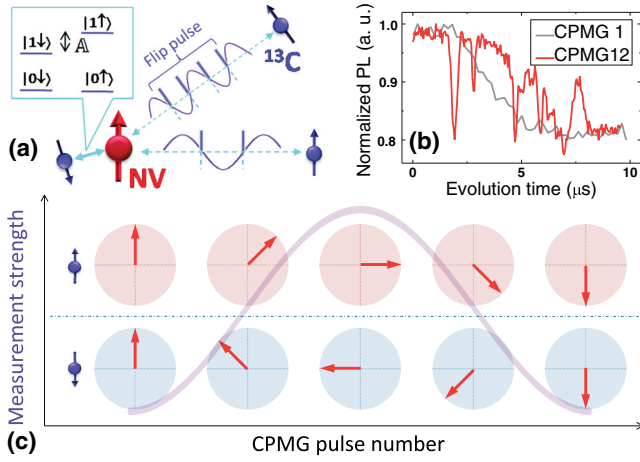 |1↑⟩
|1↓⟩ 𝔸
|0↓⟩ |0↑⟩
Flip pulse
¹³C
(a)
NV
Normalized PL (a. u.)
1.0
0.9
0.8
CPMG 1
CPMG12
(b)
0 5 10
Evolution time (μs)
Measurement strength
(c)
CPMG pulse number